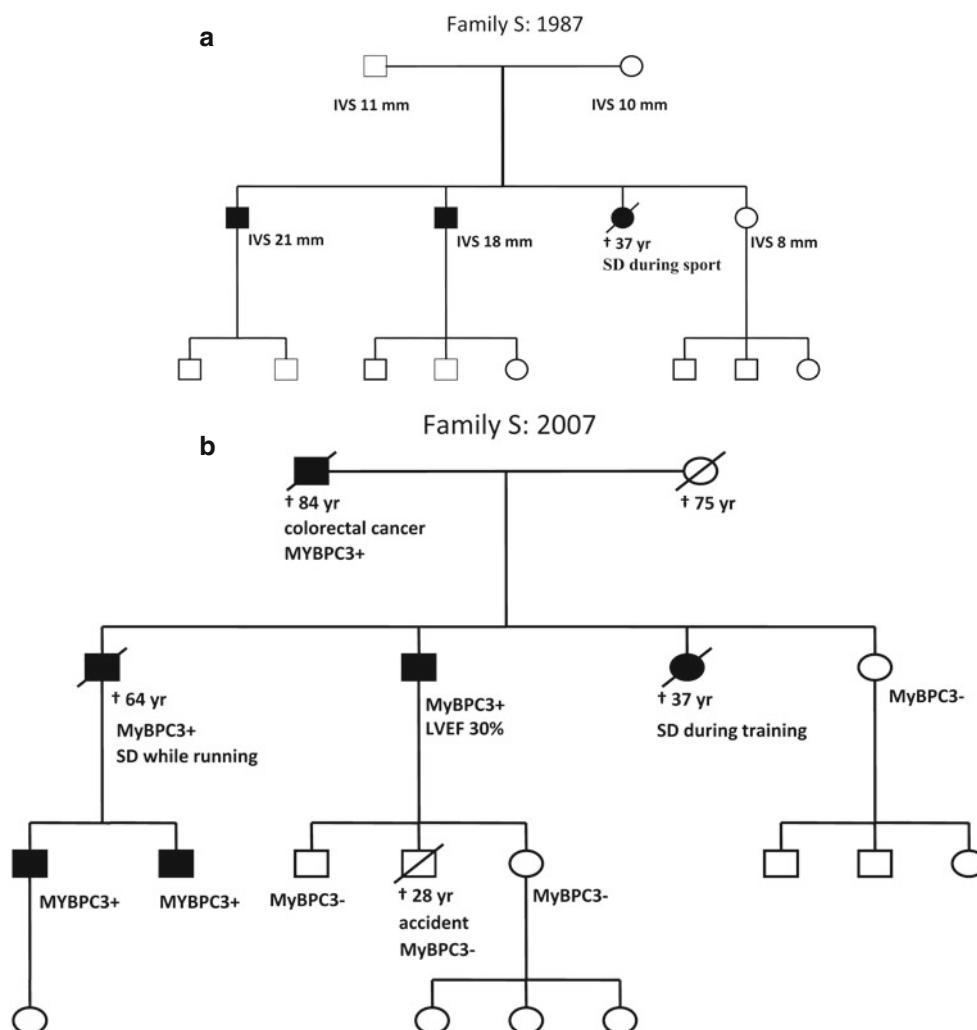 a
Family S: 1987
IVS 11 mm
IVS 10 mm
IVS 21 mm
IVS 18 mm
† 37 yr
SD during sport
IVS 8 mm
b
Family S: 2007
† 84 yr
colorectal cancer
MYBPC3+
† 75 yr
† 64 yr
MyBPC3+
SD while running
MyBPC3+
LVEF 30%
† 37 yr
SD during training
MyBPC3-
MYBPC3+
MYBPC3+
MyBPC3-
† 28 yr
accident
MyBPC3-
MyBPC3-